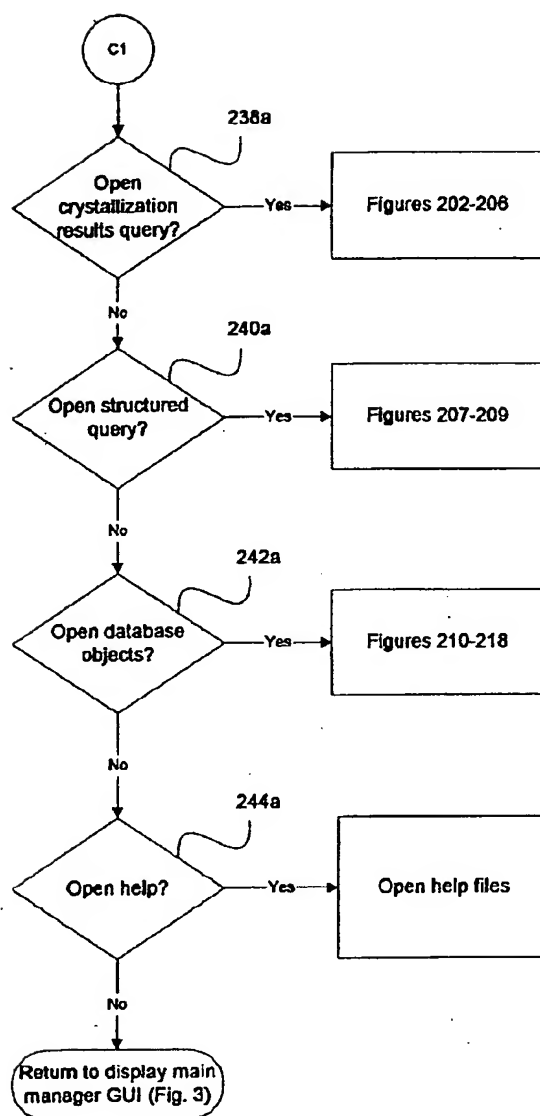 C1
238a
Open
crystallization
results query?
Yes
Figures 202-206
No
240a
Open structured
query?
Yes
Figures 207-209
No
242a
Open database
objects?
Yes
Figures 210-218
No
244a
Open help?
Yes
Open help files
No
Return to display main
manager GUI (Fig. 3)